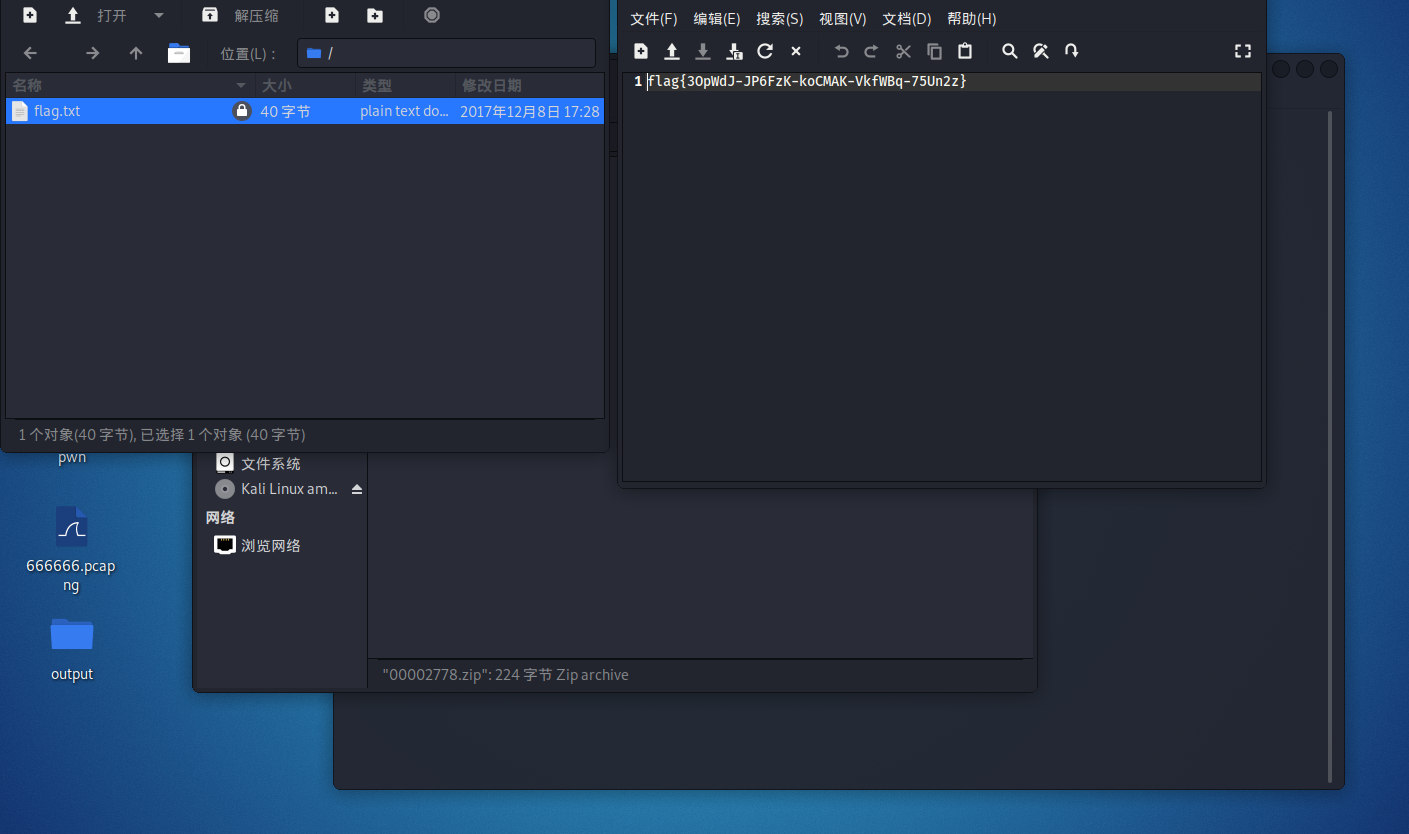 打开
解压缩
位置(L)：
/
名称
大小
类型
修改日期
flag.txt
40 字节
plain text do...
2017年12月8日 17:28
1 个对象(40 字节), 已选择 1 个对象 (40 字节)
文件(F) 编辑(E) 搜索(S) 视图(V) 文档(D) 帮助(H)
1
flag{3OpWdJ-JP6FzK-koCMAK-VkfWBq-75Un2z}
pwn
666666.pcap
ng
output
文件系统
Kali Linux am...
网络
浏览网络
"00002778.zip": 224 字节 Zip archive